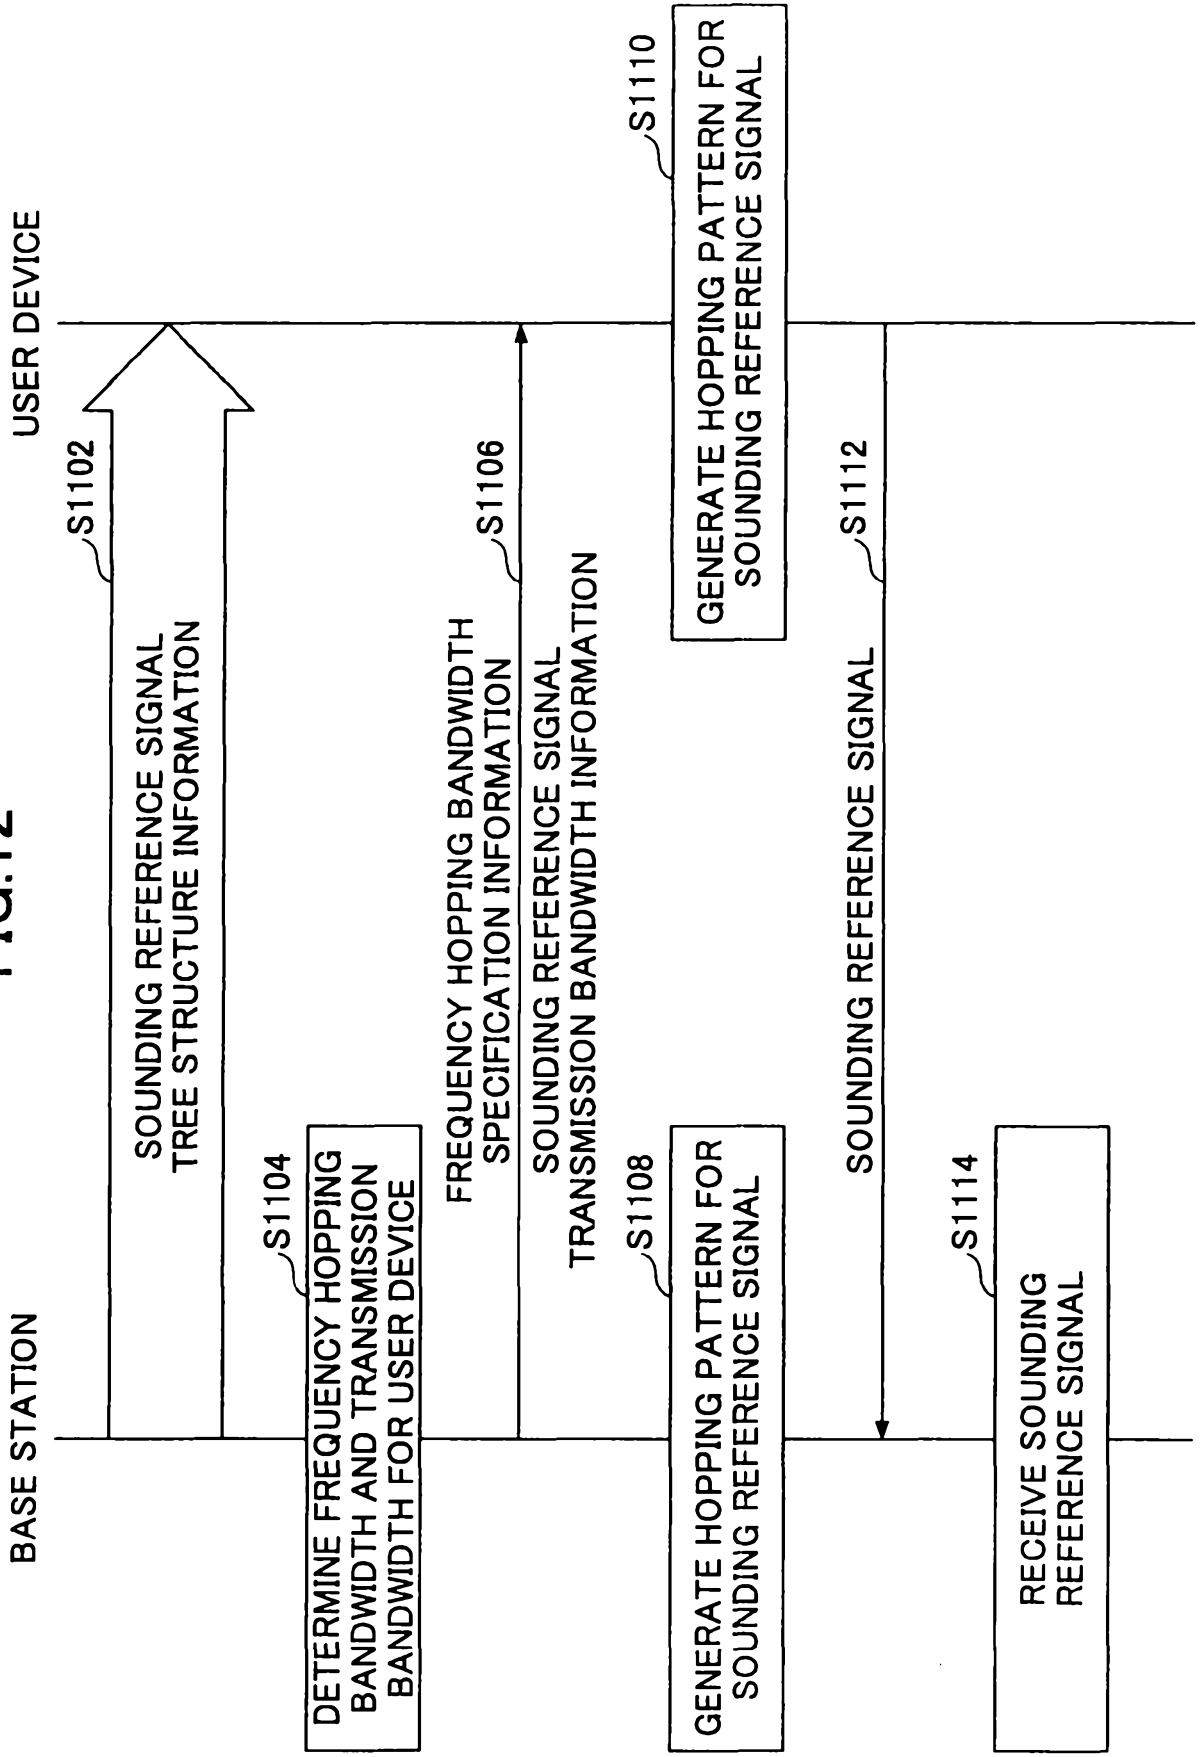 FIG.12
BASE STATION
USER DEVICE
S1102
SOUNDING REFERENCE SIGNAL
TREE STRUCTURE INFORMATION
S1104
DETERMINE FREQUENCY HOPPING
BANDWIDTH AND TRANSMISSION
BANDWIDTH FOR USER DEVICE
FREQUENCY HOPPING BANDWIDTH
SPECIFICATION INFORMATION
S1106
SOUNDING REFERENCE SIGNAL
TRANSMISSION BANDWIDTH INFORMATION
S1108
GENERATE HOPPING PATTERN FOR
SOUNDING REFERENCE SIGNAL
S1110
GENERATE HOPPING PATTERN FOR
SOUNDING REFERENCE SIGNAL
SOUNDING REFERENCE SIGNAL
S1112
S1114
RECEIVE SOUNDING
REFERENCE SIGNAL